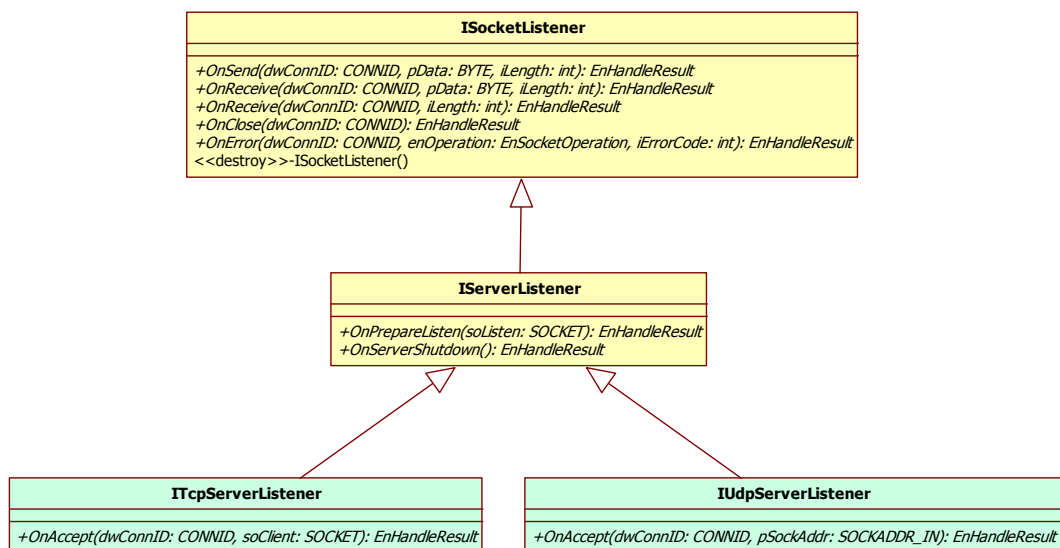 ISocketListener
+OnSend(dwConnID: CONNID, pData: BYTE, iLength: int): EnHandleResult
+OnReceive(dwConnID: CONNID, pData: BYTE, iLength: int): EnHandleResult
+OnReceive(dwConnID: CONNID, iLength: int): EnHandleResult
+OnClose(dwConnID: CONNID): EnHandleResult
+OnError(dwConnID: CONNID, enOperation: EnSocketOperation, iErrorCode: int): EnHandleResult
<<destroy>>-ISocketListener()
IServerListener
+OnPrepareListen(soListen: SOCKET): EnHandleResult
+OnServerShutdown(): EnHandleResult
ITcpServerListener
+OnAccept(dwConnID: CONNID, soClient: SOCKET): EnHandleResult
IUdpServerListener
+OnAccept(dwConnID: CONNID, pSockAddr: SOCKADDR_IN): EnHandleResult